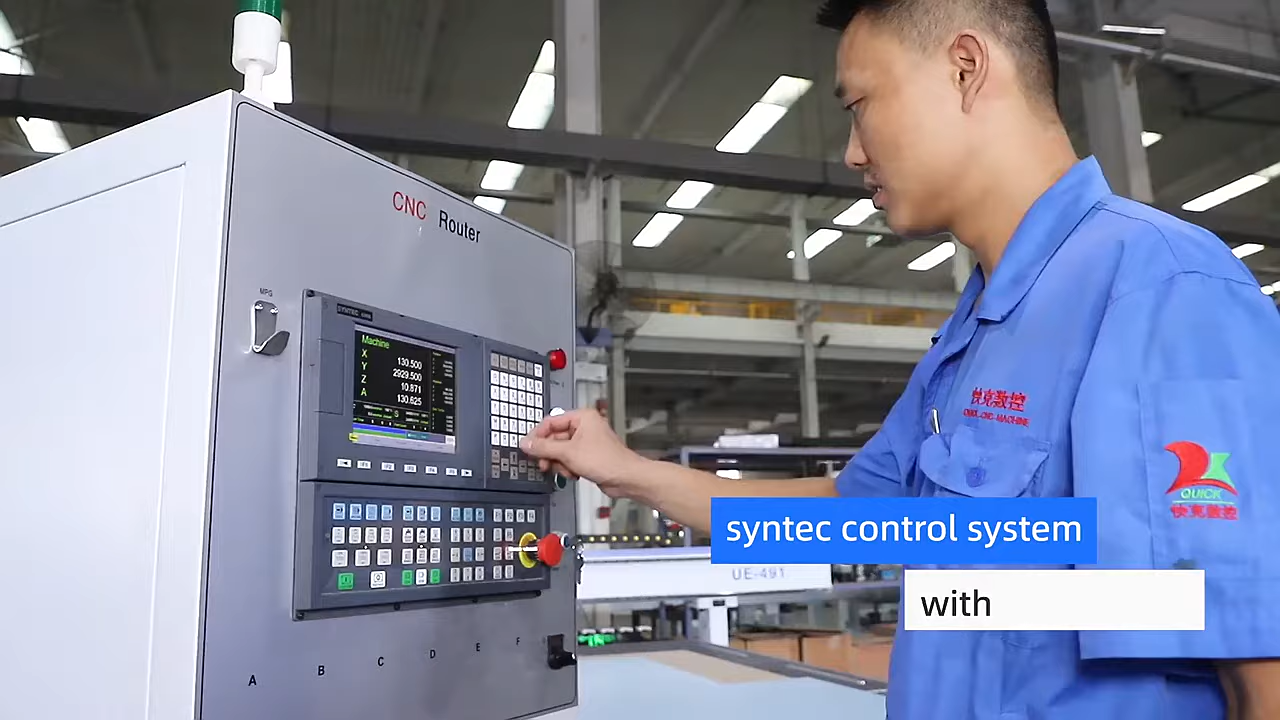 CNC Router
MPG
SYNTEC
Machine
X 130.500
Y 2929.500
Z 10.871
A 130.625
S
A B C D E F
快克数控
QUICK CNC MACHINE
QUICK
快克数控
UE-491
syntec control system
with